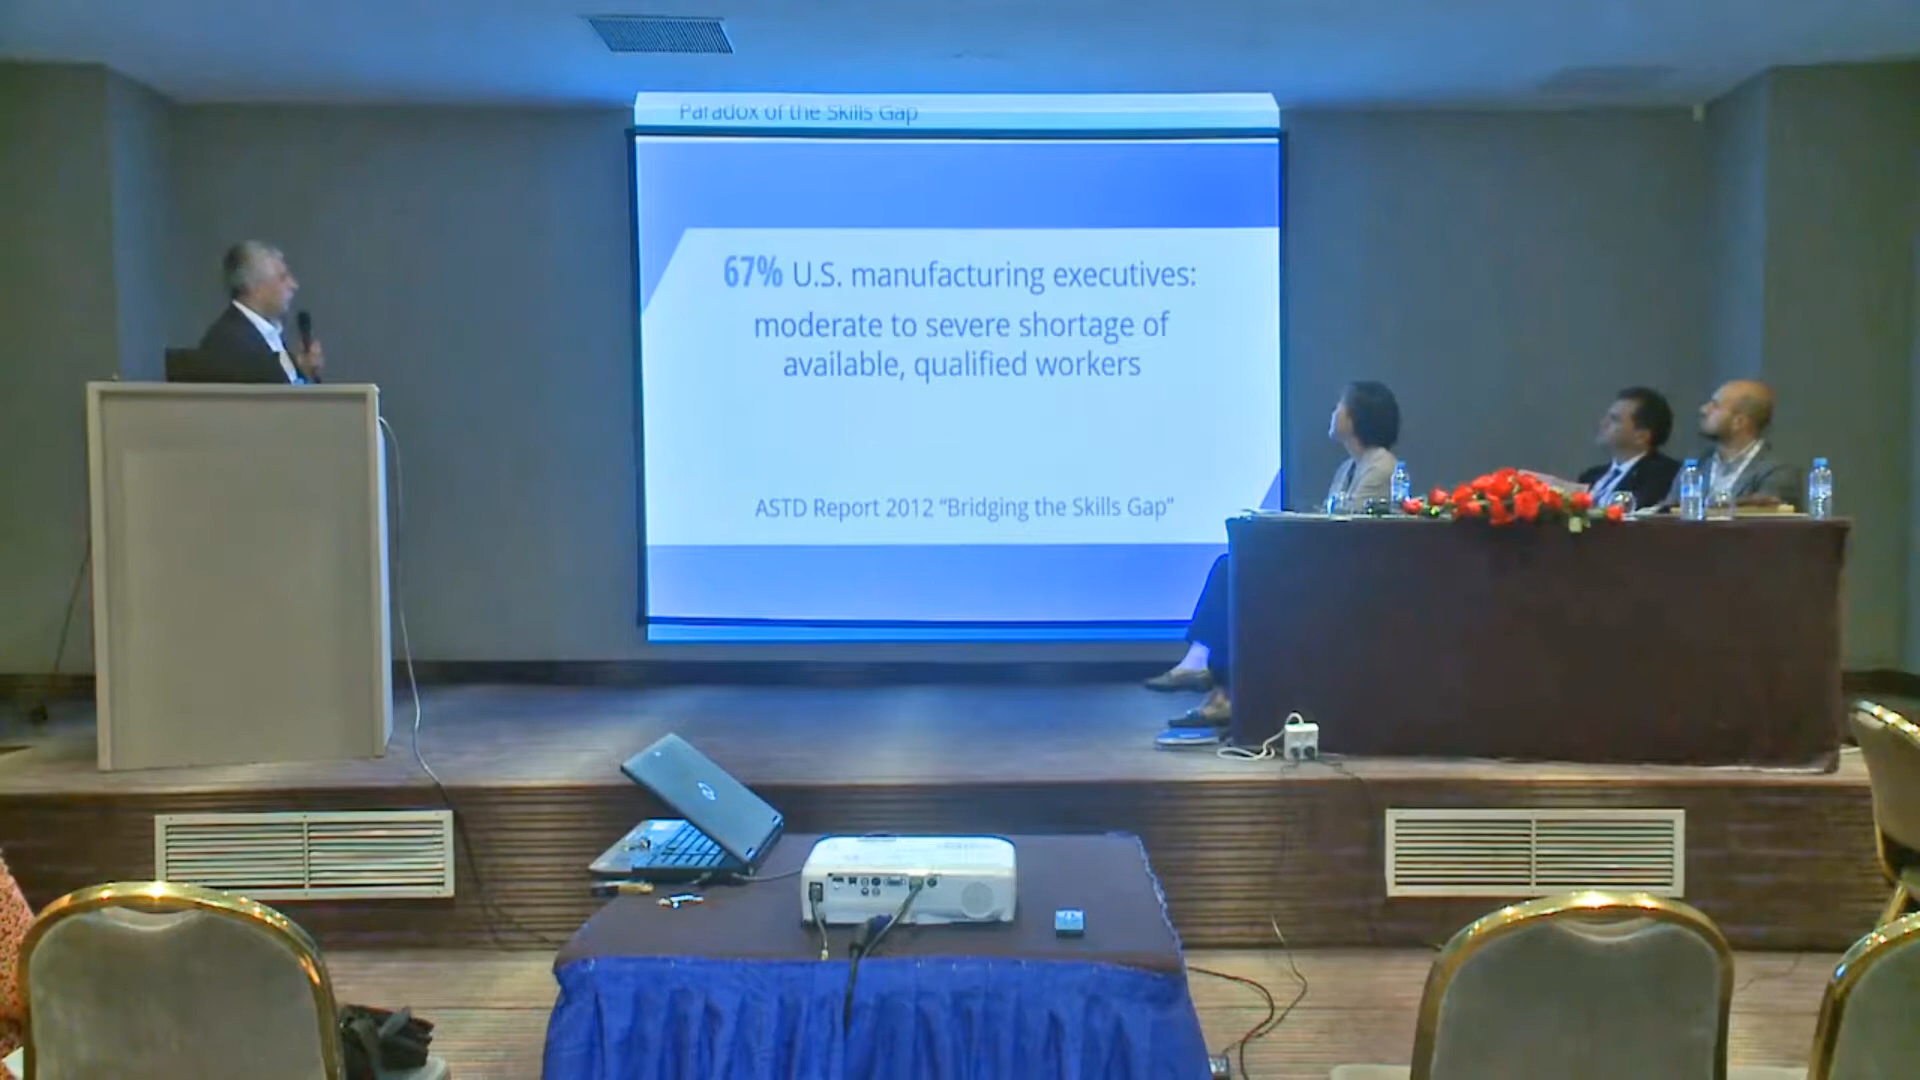 Paradox of the Skills Gap
67% U.S. manufacturing executives:
moderate to severe shortage of
available, qualified workers
ASTD Report 2012 “Bridging the Skills Gap”